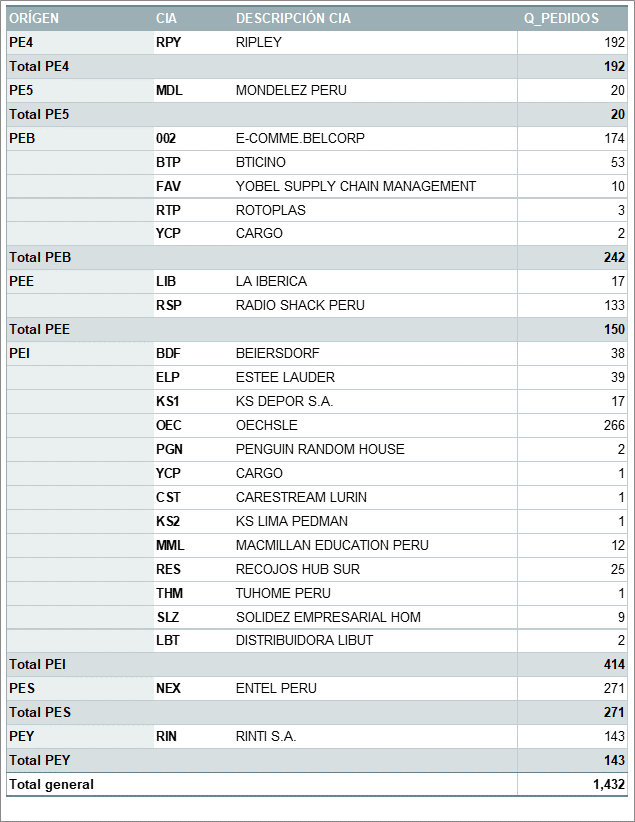 ORÍGEN CIA DESCRIPCIÓN CIA Q_PEDIDOS
PE4 RPY RIPLEY 192
Total PE4 192
PE5 MDL MONDELEZ PERU 20
Total PE5 20
PEB 002 E-COMME.BELCORP 174
BTP BTICINO 53
FAV YOBEL SUPPLY CHAIN MANAGEMENT 10
RTP ROTOPLAS 3
YCP CARGO 2
Total PEB 242
PEE LIB LA IBERICA 17
RSP RADIO SHACK PERU 133
Total PEE 150
PEI BDF BEIERSDORF 38
ELP ESTEE LAUDER 39
KS1 KS DEPOR S.A. 17
OEC OECHSLE 266
PGN PENGUIN RANDOM HOUSE 2
YCP CARGO 1
CST CARESTREAM LURIN 1
KS2 KS LIMA PEDMAN 1
MML MACMILLAN EDUCATION PERU 12
RES RECOJOS HUB SUR 25
THM TUHOME PERU 1
SLZ SOLIDEZ EMPRESARIAL HOM 9
LBT DISTRIBUIDORA LIBUT 2
Total PEI 414
PES NEX ENTEL PERU 271
Total PES 271
PEY RIN RINTI S.A. 143
Total PEY 143
Total general 1,432